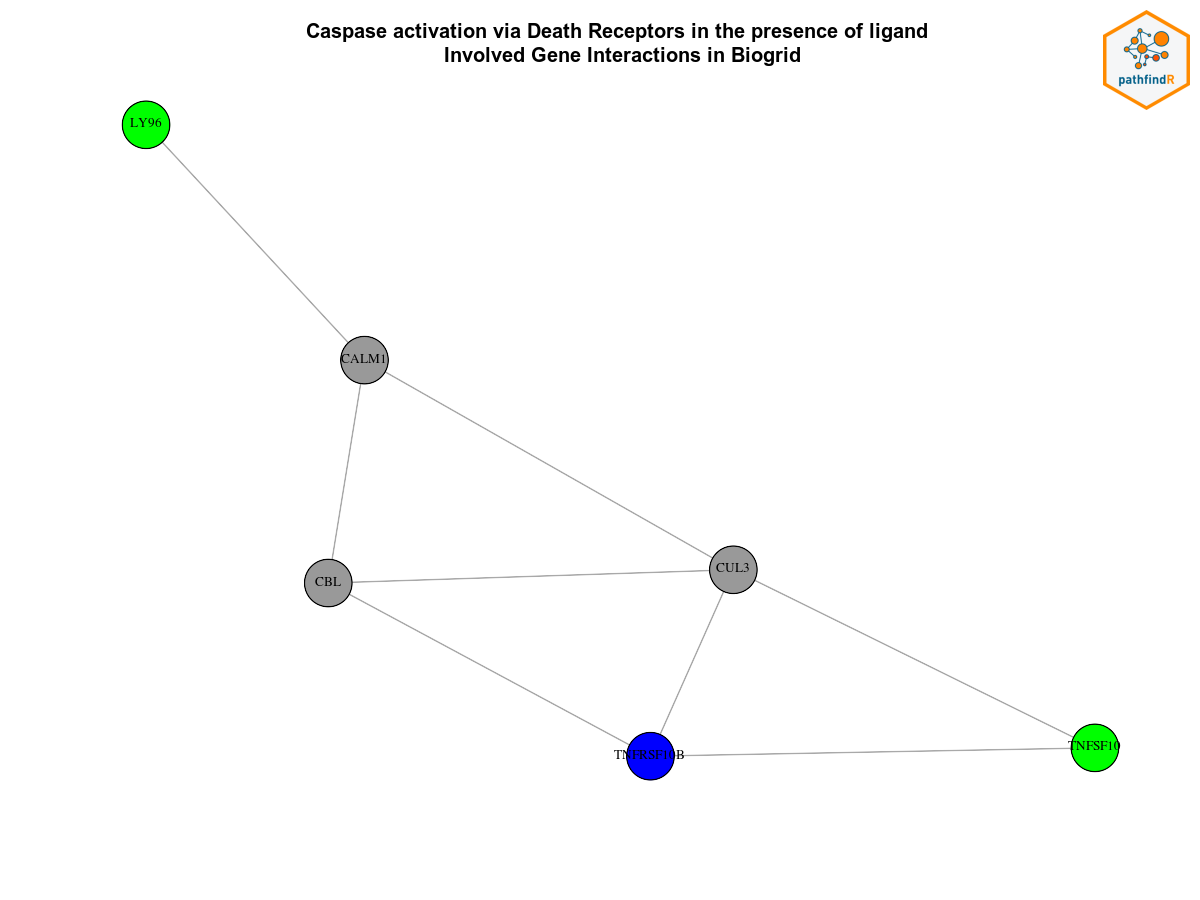 Caspase activation via Death Receptors in the presence of ligand
Involved Gene Interactions in Biogrid
pathfindR
LY96
CALM1
CBL
CUL3
TNFRSF10B
TNFSF10